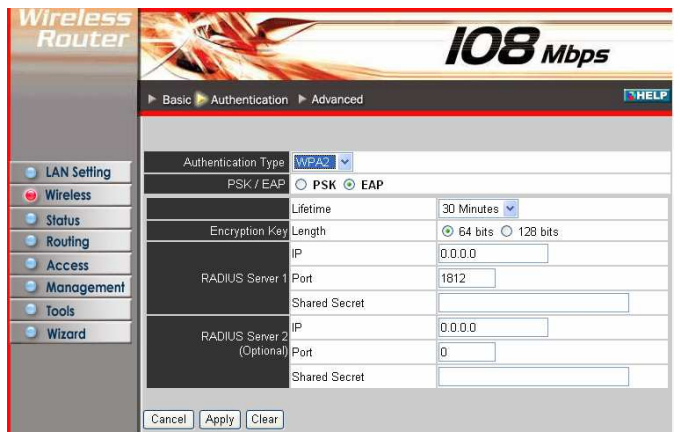 Wireless
Router
108 Mbps
Basic Authentication Advanced
HELP
LAN Setting
Wireless
Status
Routing
Access
Management
Tools
Wizard
Authentication Type WPA2
PSK / EAP PSK EAP
Lifetime 30 Minutes
Encryption Key Length 64 bits 128 bits
RADIUS Server 1
IP 0.0.0.0
Port 1812
Shared Secret
RADIUS Server 2
(Optional)
IP 0.0.0.0
Port 0
Shared Secret
Cancel Apply Clear